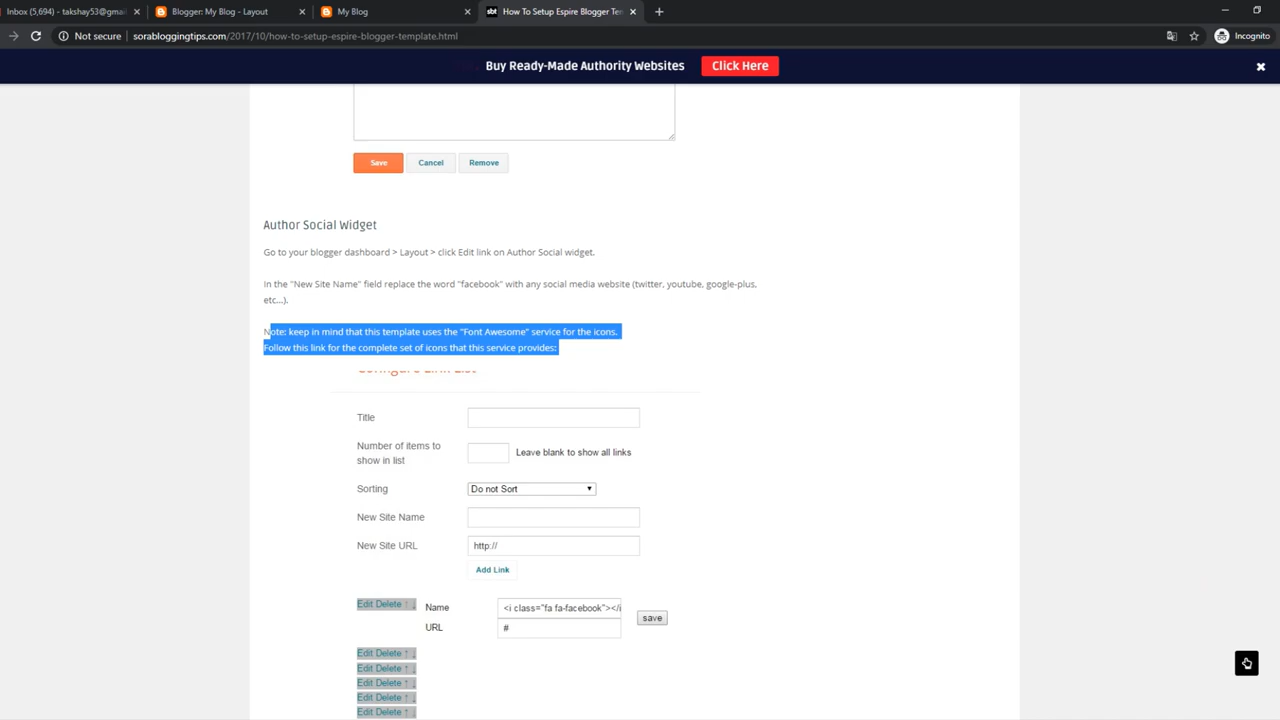 Inbox (5,694) - takshay53@gmail
Blogger: My Blog - Layout
My Blog
sbt How To Setup Espire Blogger Tem
Not secure sorabloggingtips.com/2017/10/how-to-setup-espire-blogger-template.html
Incognito
Buy Ready-Made Authority Websites Click Here
Save Cancel Remove
Author Social Widget
Go to your blogger dashboard > Layout > click Edit link on Author Social widget.
In the "New Site Name" field replace the word "facebook" with any social media website (twitter, youtube, google-plus,
etc...).
Note: keep in mind that this template uses the "Font Awesome" service for the icons.
Follow this link for the complete set of icons that this service provides:
Configure Link List
Title
Number of items to
show in list
Leave blank to show all links
Sorting Do not Sort
New Site Name
New Site URL http://
Add Link
Edit Delete ↑ ↓ Name <i class="fa fa-facebook"></i
URL #
save
Edit Delete ↑ ↓
Edit Delete ↑ ↓
Edit Delete ↑ ↓
Edit Delete ↑ ↓
Edit Delete ↑ ↓